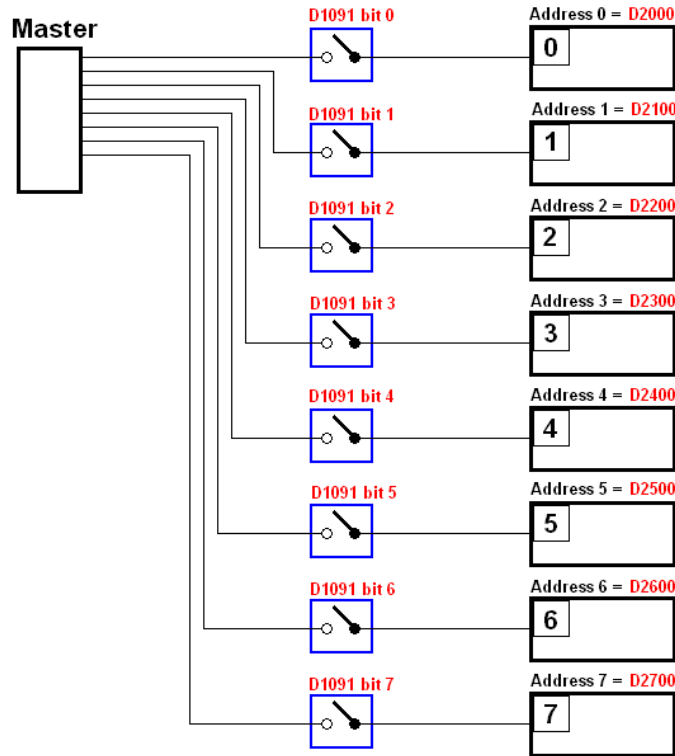 Master
D1091 bit 0
Address 0 = D2000
0
D1091 bit 1
Address 1 = D2100
1
D1091 bit 2
Address 2 = D2200
2
D1091 bit 3
Address 3 = D2300
3
D1091 bit 4
Address 4 = D2400
4
D1091 bit 5
Address 5 = D2500
5
D1091 bit 6
Address 6 = D2600
6
D1091 bit 7
Address 7 = D2700
7